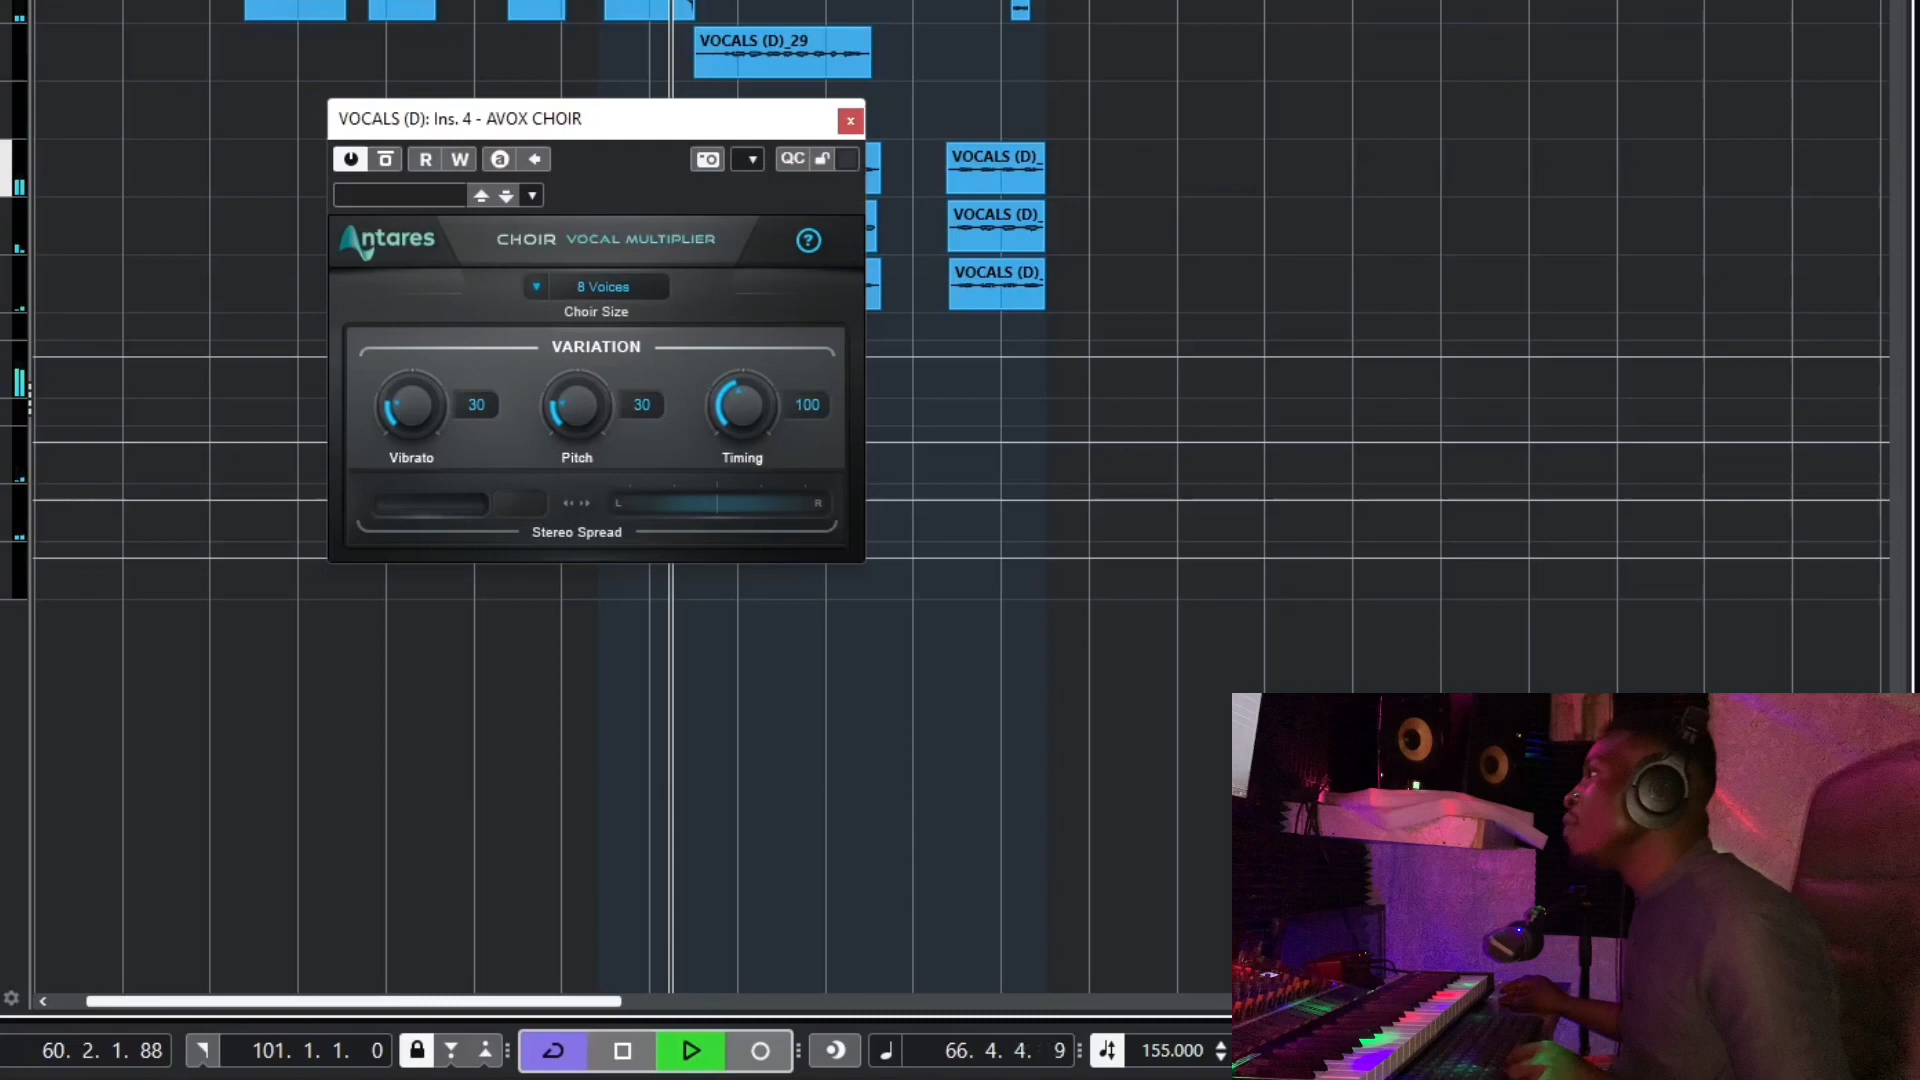 VOCALS (D)_29
VOCALS (D): Ins. 4 - AVOX CHOIR
x
R W a QC
VOCALS (D)_
VOCALS (D)_
VOCALS (D)_
Antares
CHOIR VOCAL MULTIPLIER ?
8 Voices
Choir Size
VARIATION
30 30 100
Vibrato Pitch Timing
L R
Stereo Spread
60. 2. 1. 88 101. 1. 1. 0 66. 4. 4. 9 155.000